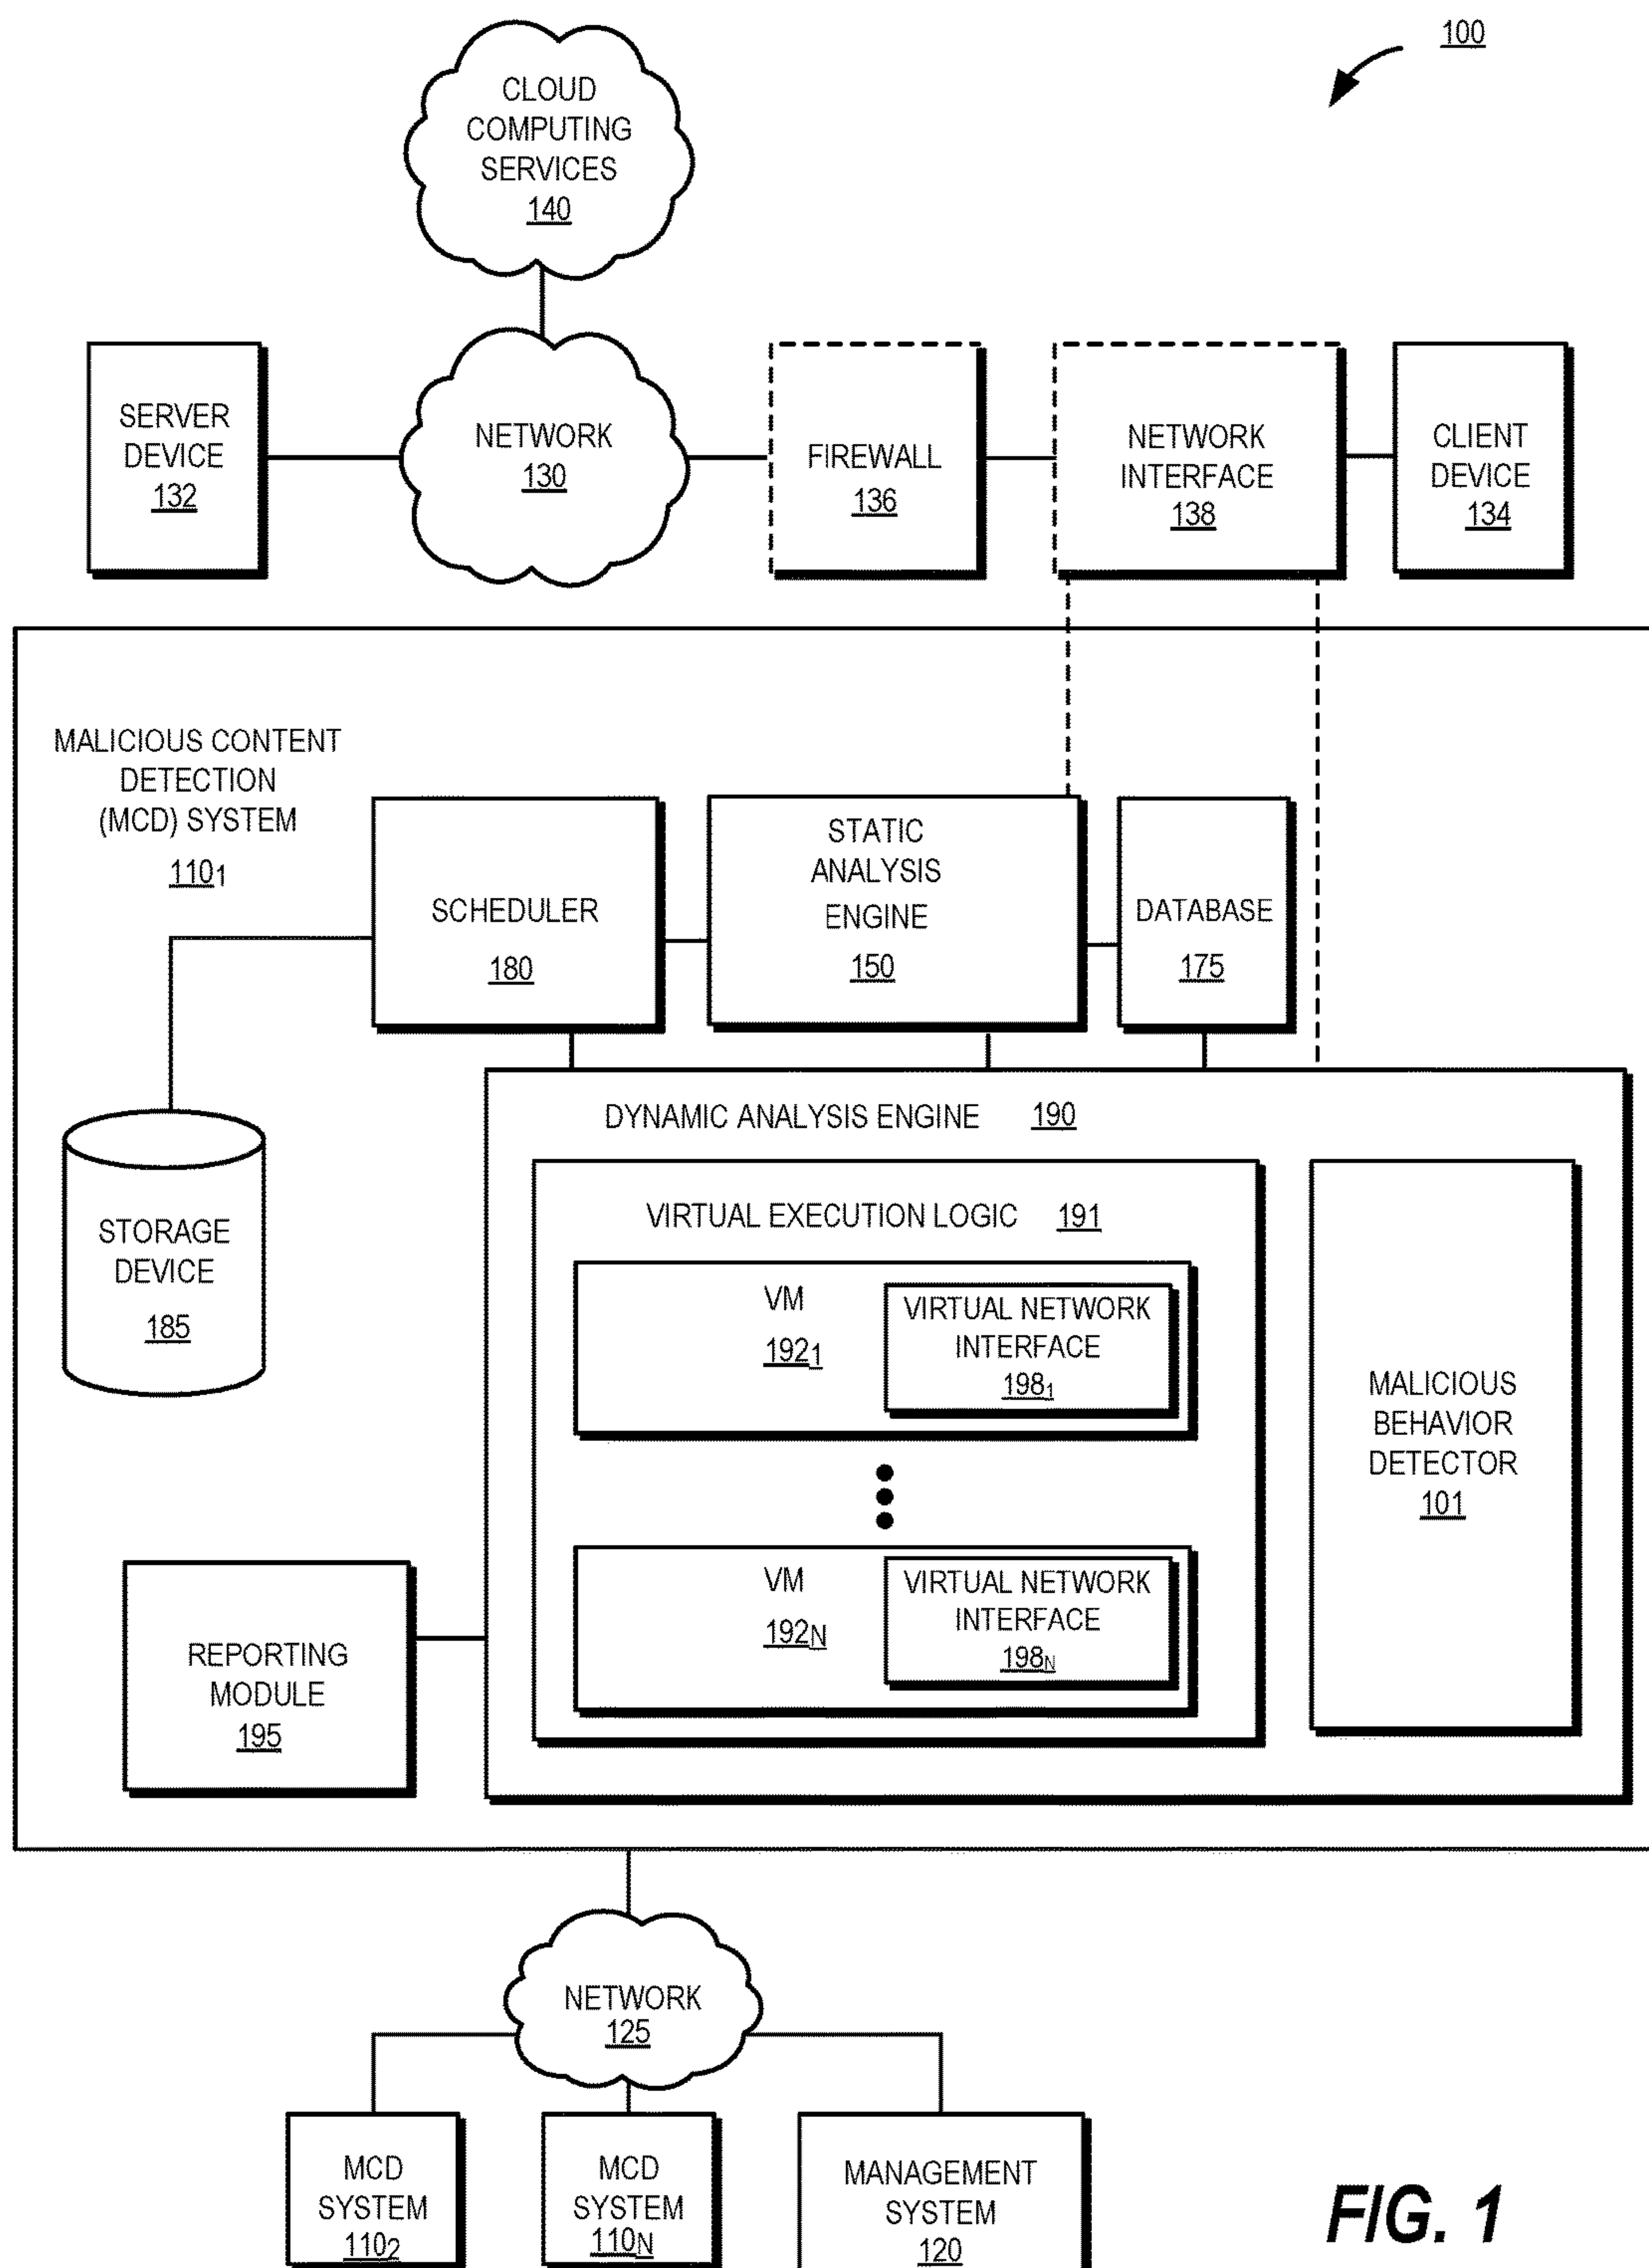 100
CLOUD
COMPUTING
SERVICES
140
SERVER
DEVICE
132
NETWORK
130
FIREWALL
136
NETWORK
INTERFACE
138
CLIENT
DEVICE
134
MALICIOUS CONTENT
DETECTION
(MCD) SYSTEM
110₁
SCHEDULER
180
STATIC
ANALYSIS
ENGINE
150
DATABASE
175
STORAGE
DEVICE
185
DYNAMIC ANALYSIS ENGINE 190
VIRTUAL EXECUTION LOGIC 191
VM
192₁
VIRTUAL NETWORK
INTERFACE
198₁
VM
192N
VIRTUAL NETWORK
INTERFACE
198N
MALICIOUS
BEHAVIOR
DETECTOR
101
REPORTING
MODULE
195
NETWORK
125
MCD
SYSTEM
110₂
MCD
SYSTEM
110N
MANAGEMENT
SYSTEM
120
FIG. 1